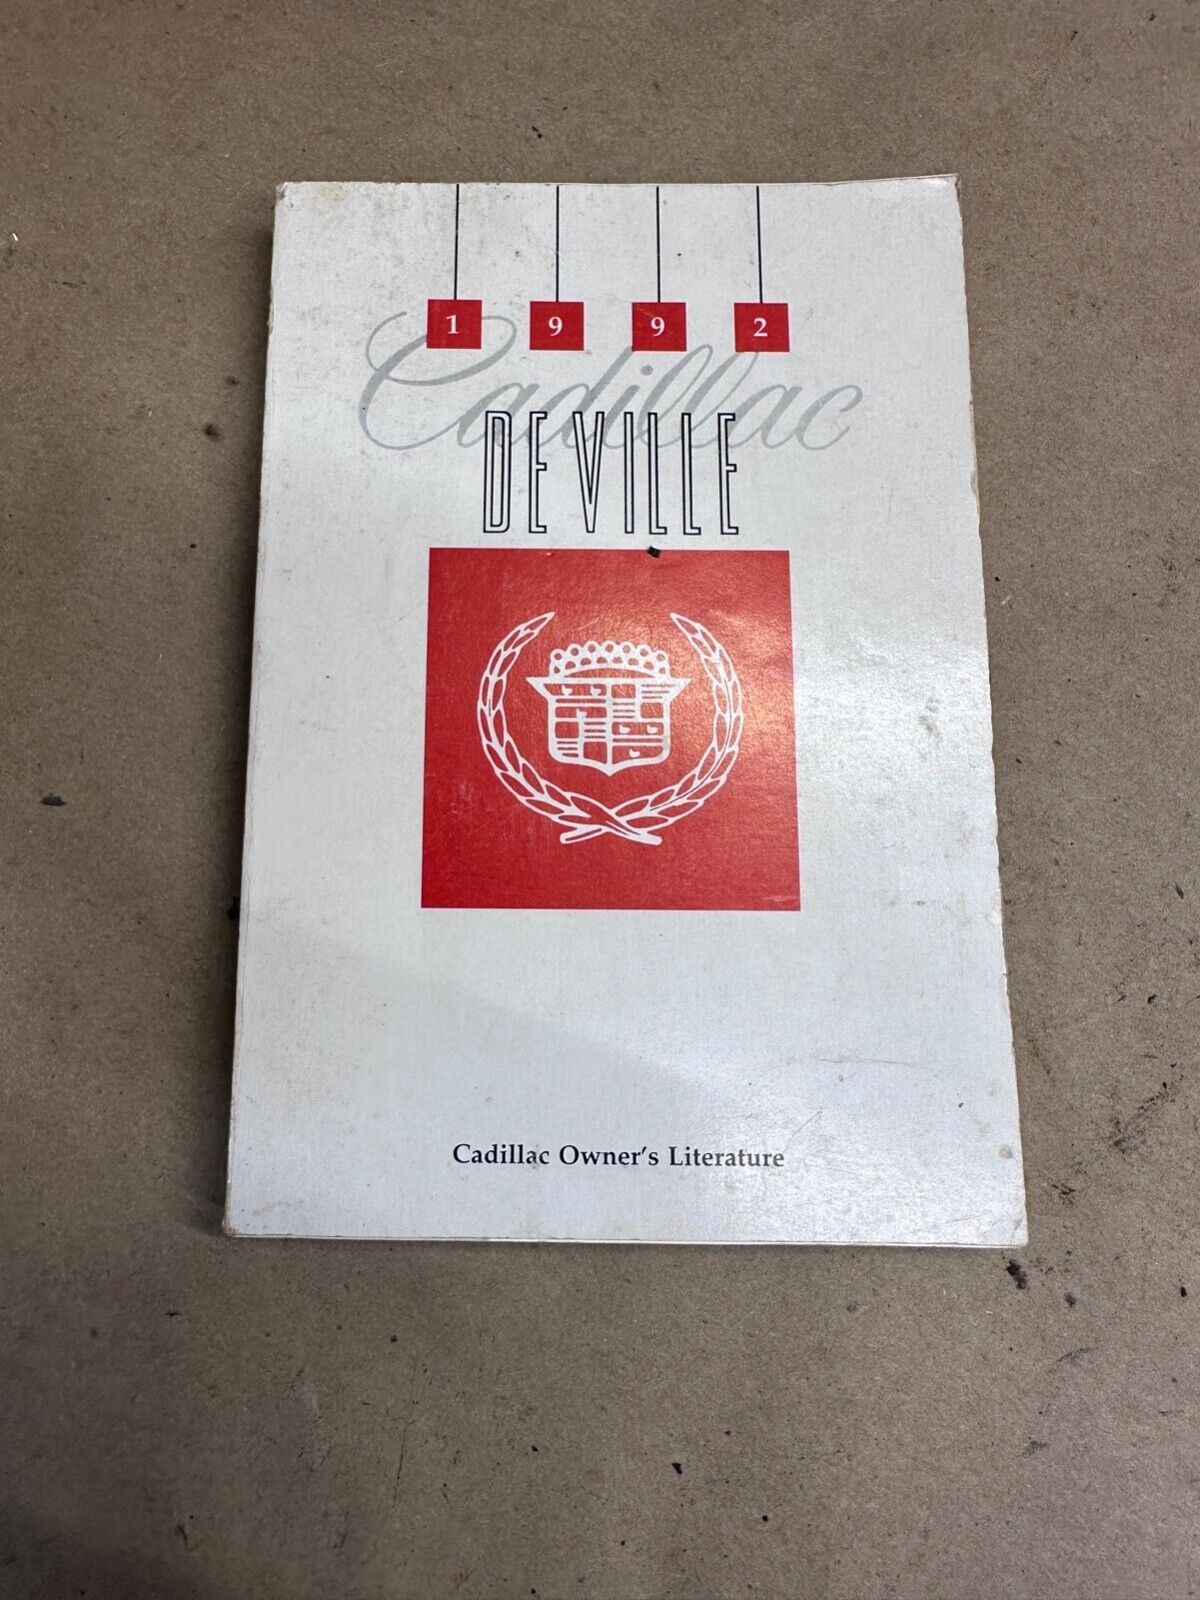 1 9 9 2
Cadillac
DEVILLE
Cadillac Owner's Literature